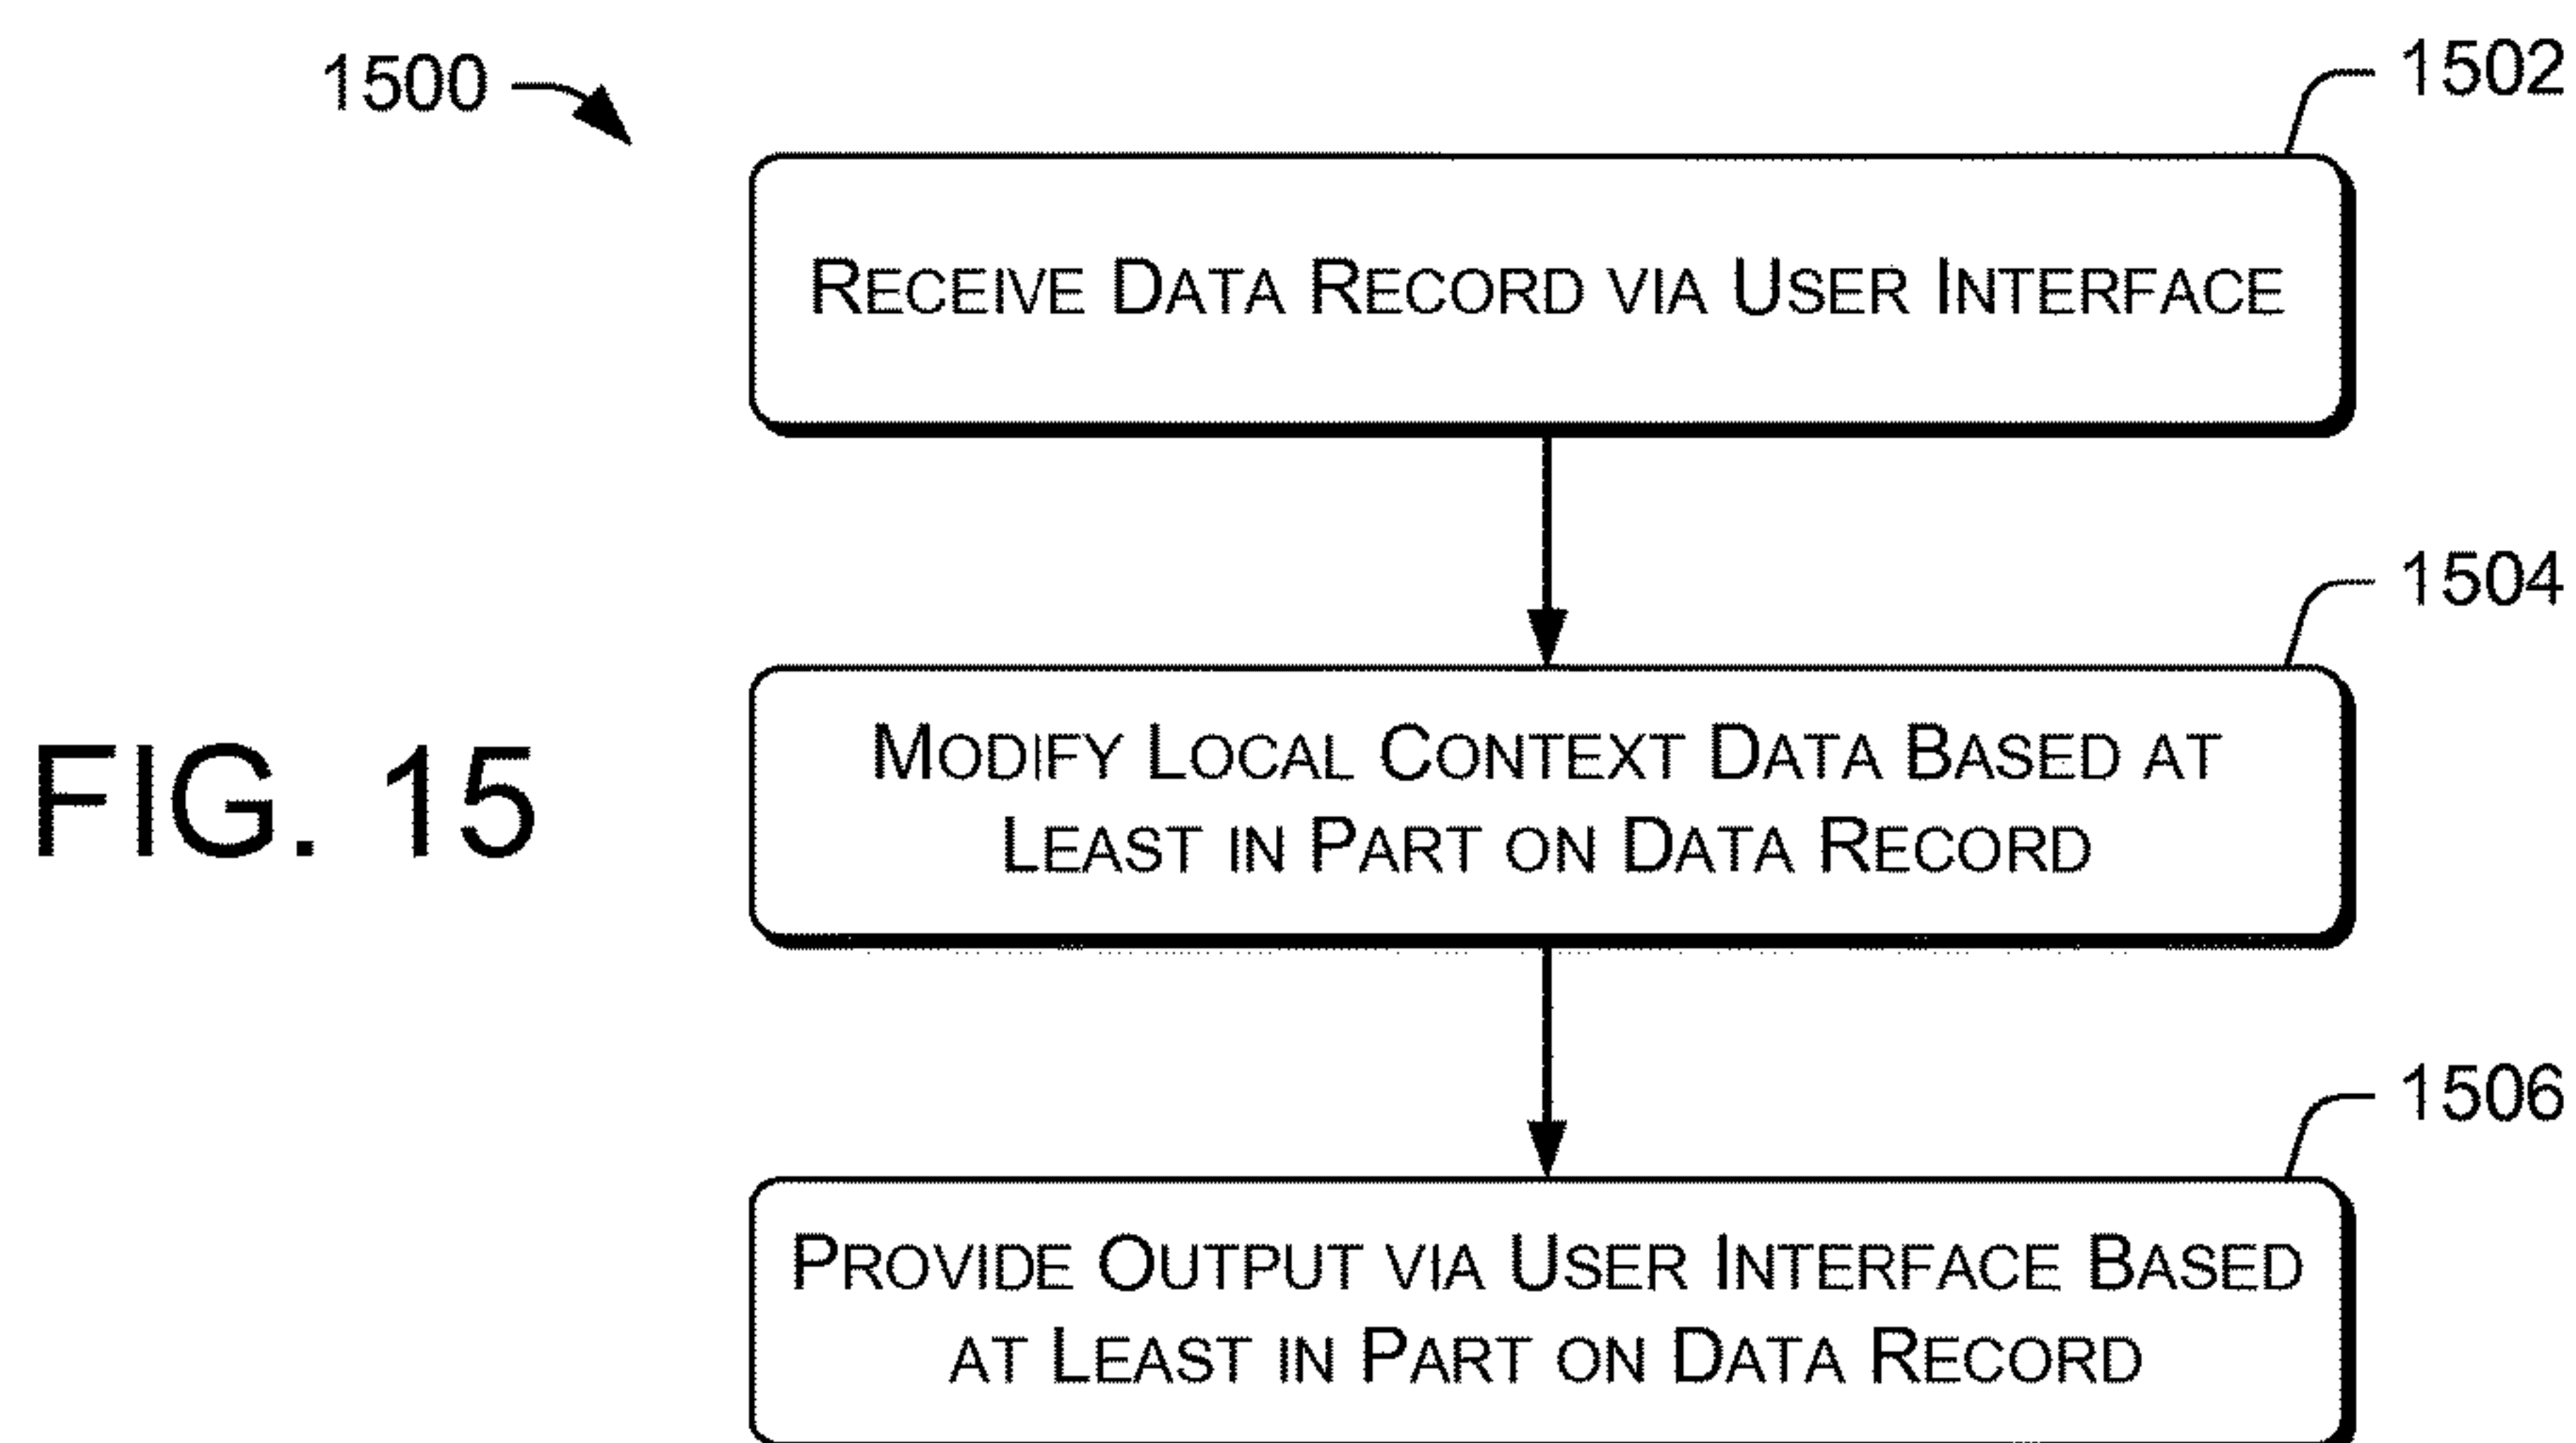 1500
1502
RECEIVE DATA RECORD VIA USER INTERFACE
1504
MODIFY LOCAL CONTEXT DATA BASED AT
LEAST IN PART ON DATA RECORD
FIG. 15
1506
PROVIDE OUTPUT VIA USER INTERFACE BASED
AT LEAST IN PART ON DATA RECORD